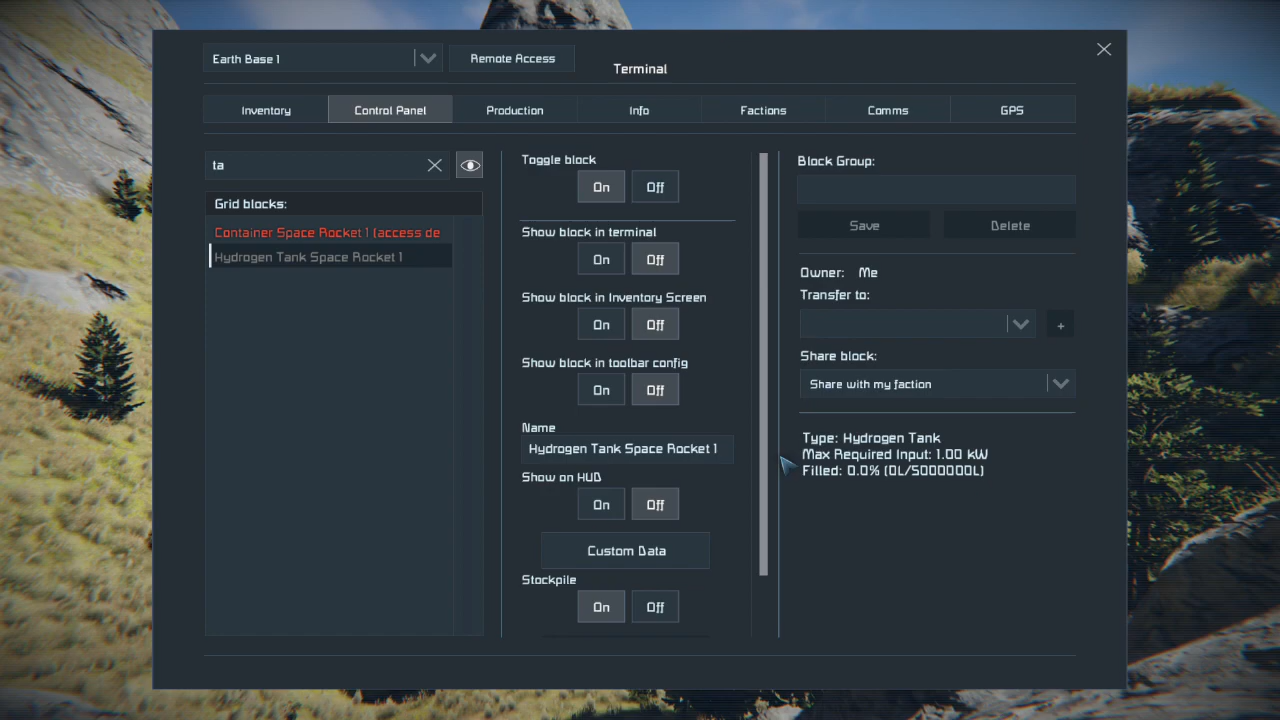 Earth Base 1
Remote Access
Terminal
Inventory
Control Panel
Production
Info
Factions
Comms
GPS
ta
Grid blocks:
Container Space Rocket 1 (access de
Hydrogen Tank Space Rocket 1
Toggle block
On
Off
Show block in terminal
On
Off
Show block in Inventory Screen
On
Off
Show block in toolbar config
On
Off
Name
Hydrogen Tank Space Rocket 1
Show on HUD
On
Off
Custom Data
Stockpile
On
Off
Block Group:
Save
Delete
Owner: Me
Transfer to:
+
Share block:
Share with my faction
Type: Hydrogen Tank
Max Required Input: 1.00 kW
Filled: 0.0% (0L/5000000L)